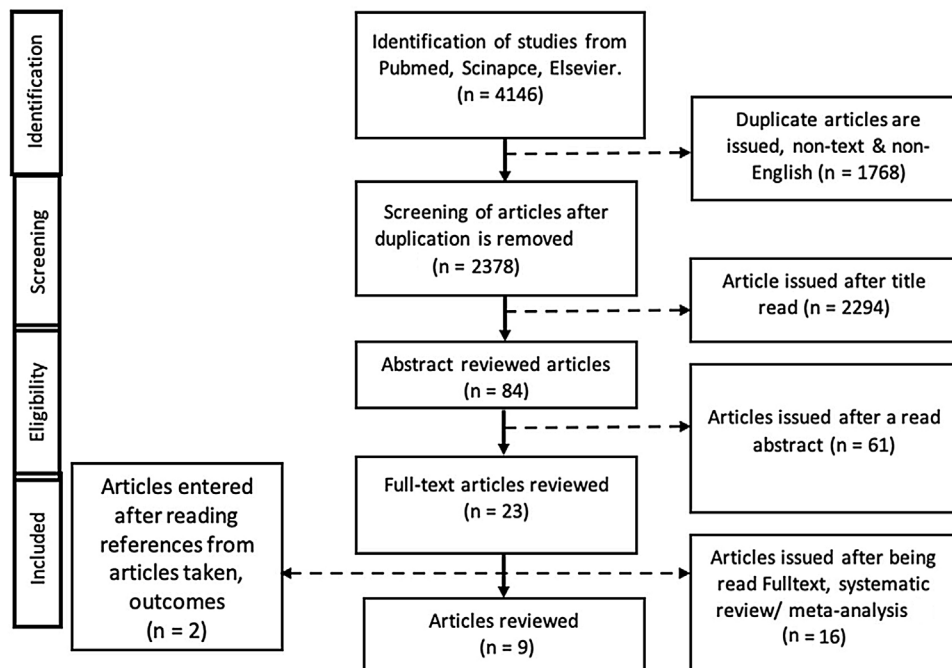 Identification
Screening
Eligibility
Included
Identification of studies from
Pubmed, Scinapce, Elsevier.
(n = 4146)
Duplicate articles are
issued, non-text & non-
English (n = 1768)
Screening of articles after
duplication is removed
(n = 2378)
Article issued after title
read (n = 2294)
Abstract reviewed articles
(n = 84)
Articles issued after a read
abstract (n = 61)
Full-text articles reviewed
(n = 23)
Articles entered
after reading
references from
articles taken,
outcomes
(n = 2)
Articles issued after being
read Fulltext, systematic
review/ meta-analysis
(n = 16)
Articles reviewed
(n = 9)